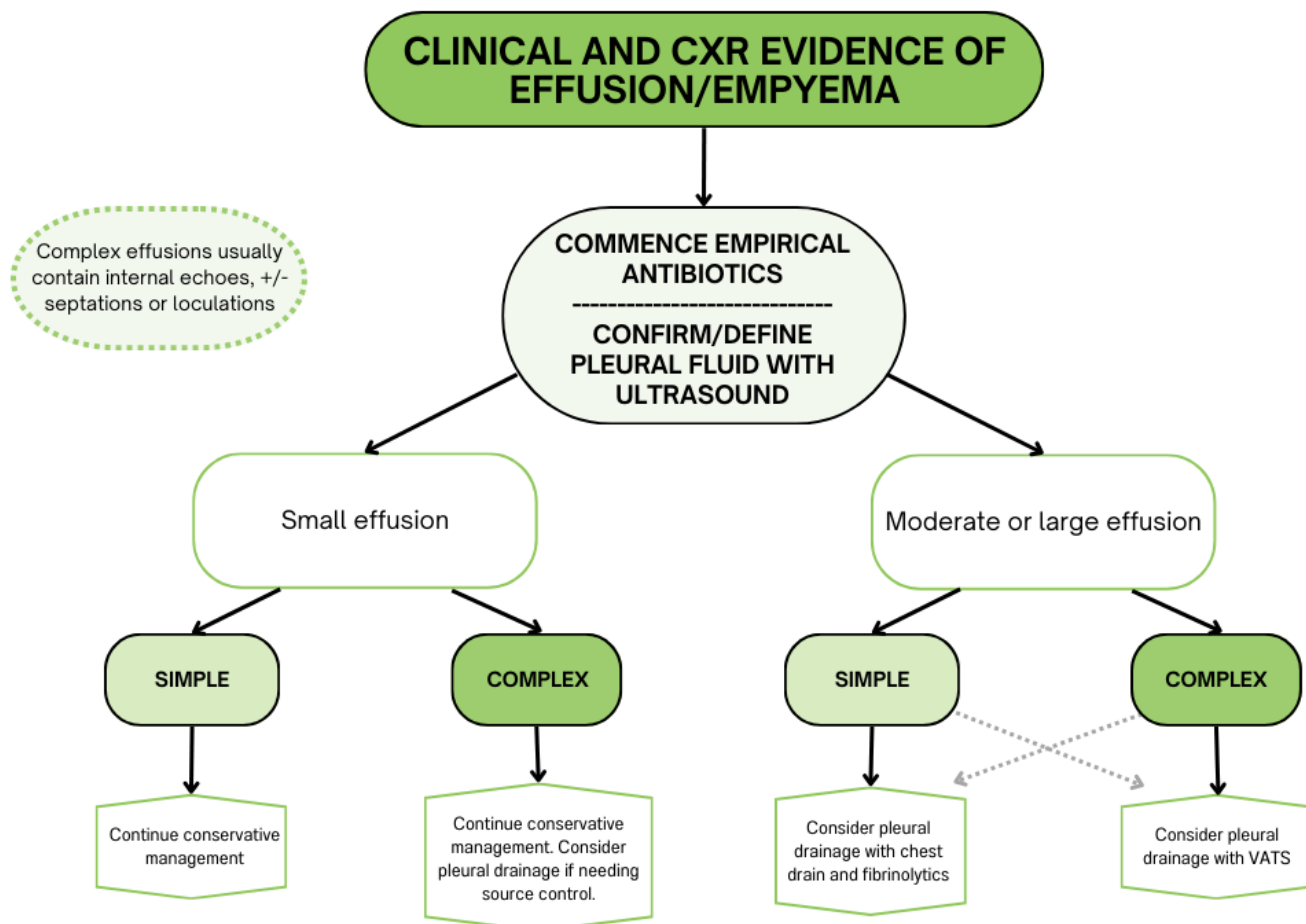 CLINICAL AND CXR EVIDENCE OF
EFFUSION/EMPYEMA
Complex effusions usually
contain internal echoes, +/-
septations or loculations
COMMENCE EMPIRICAL
ANTIBIOTICS
-----------------------------
CONFIRM/DEFINE
PLEURAL FLUID WITH
ULTRASOUND
Small effusion
Moderate or large effusion
SIMPLE
COMPLEX
SIMPLE
COMPLEX
Continue conservative
management
Continue conservative
management. Consider
pleural drainage if needing
source control.
Consider pleural
drainage with chest
drain and fibrinolytics
Consider pleural
drainage with VATS